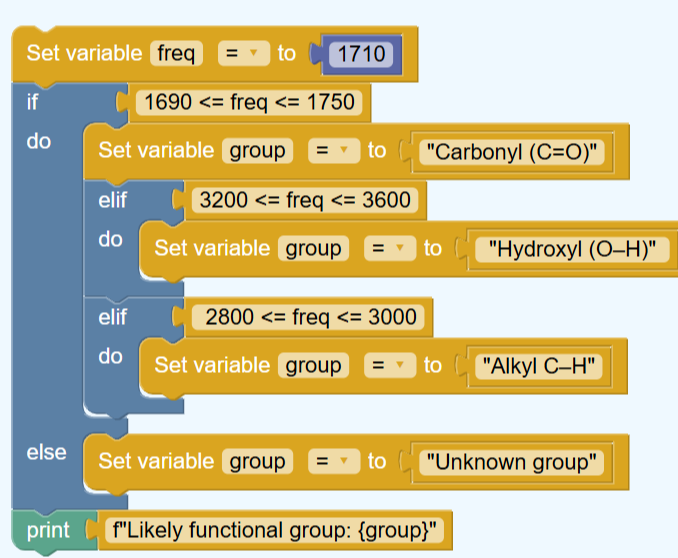 Set variable freq = to 1710
if 1690 <= freq <= 1750
do Set variable group = to "Carbonyl (C=O)"
elif 3200 <= freq <= 3600
do Set variable group = to "Hydroxyl (O–H)"
elif 2800 <= freq <= 3000
do Set variable group = to "Alkyl C–H"
else Set variable group = to "Unknown group"
print f"Likely functional group: {group}"